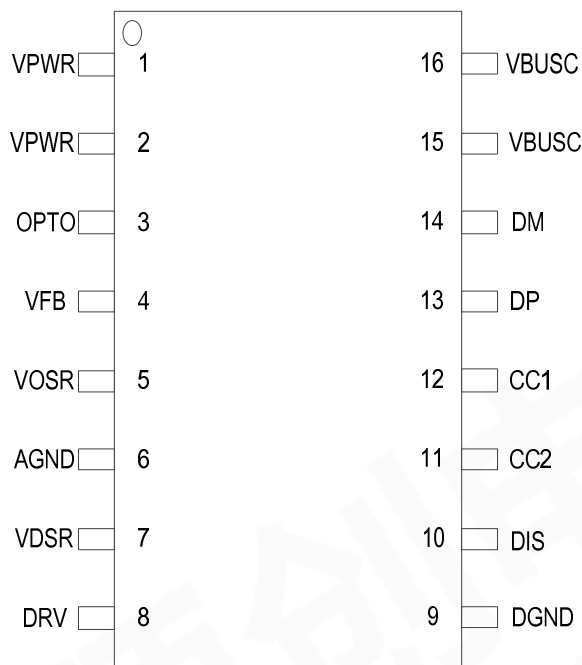 VPWR 1 16 VBUSC
VPWR 2 15 VBUSC
OPTO 3 14 DM
VFB 4 13 DP
VOSR 5 12 CC1
AGND 6 11 CC2
VDSR 7 10 DIS
DRV 8 9 DGND